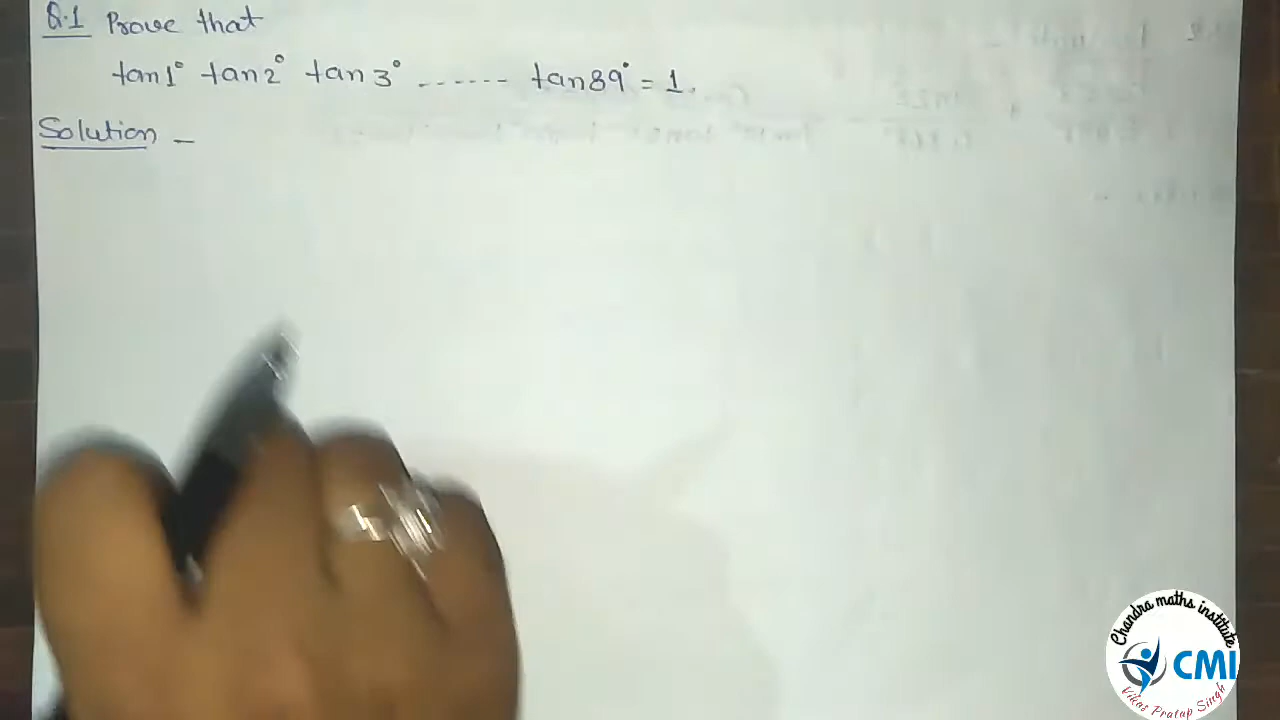 Q.1 Prove that
tan1° tan2° tan3° ------ tan89° = 1.
Solution -
Chandra maths institute
CMI
Vikas Pratap Singh